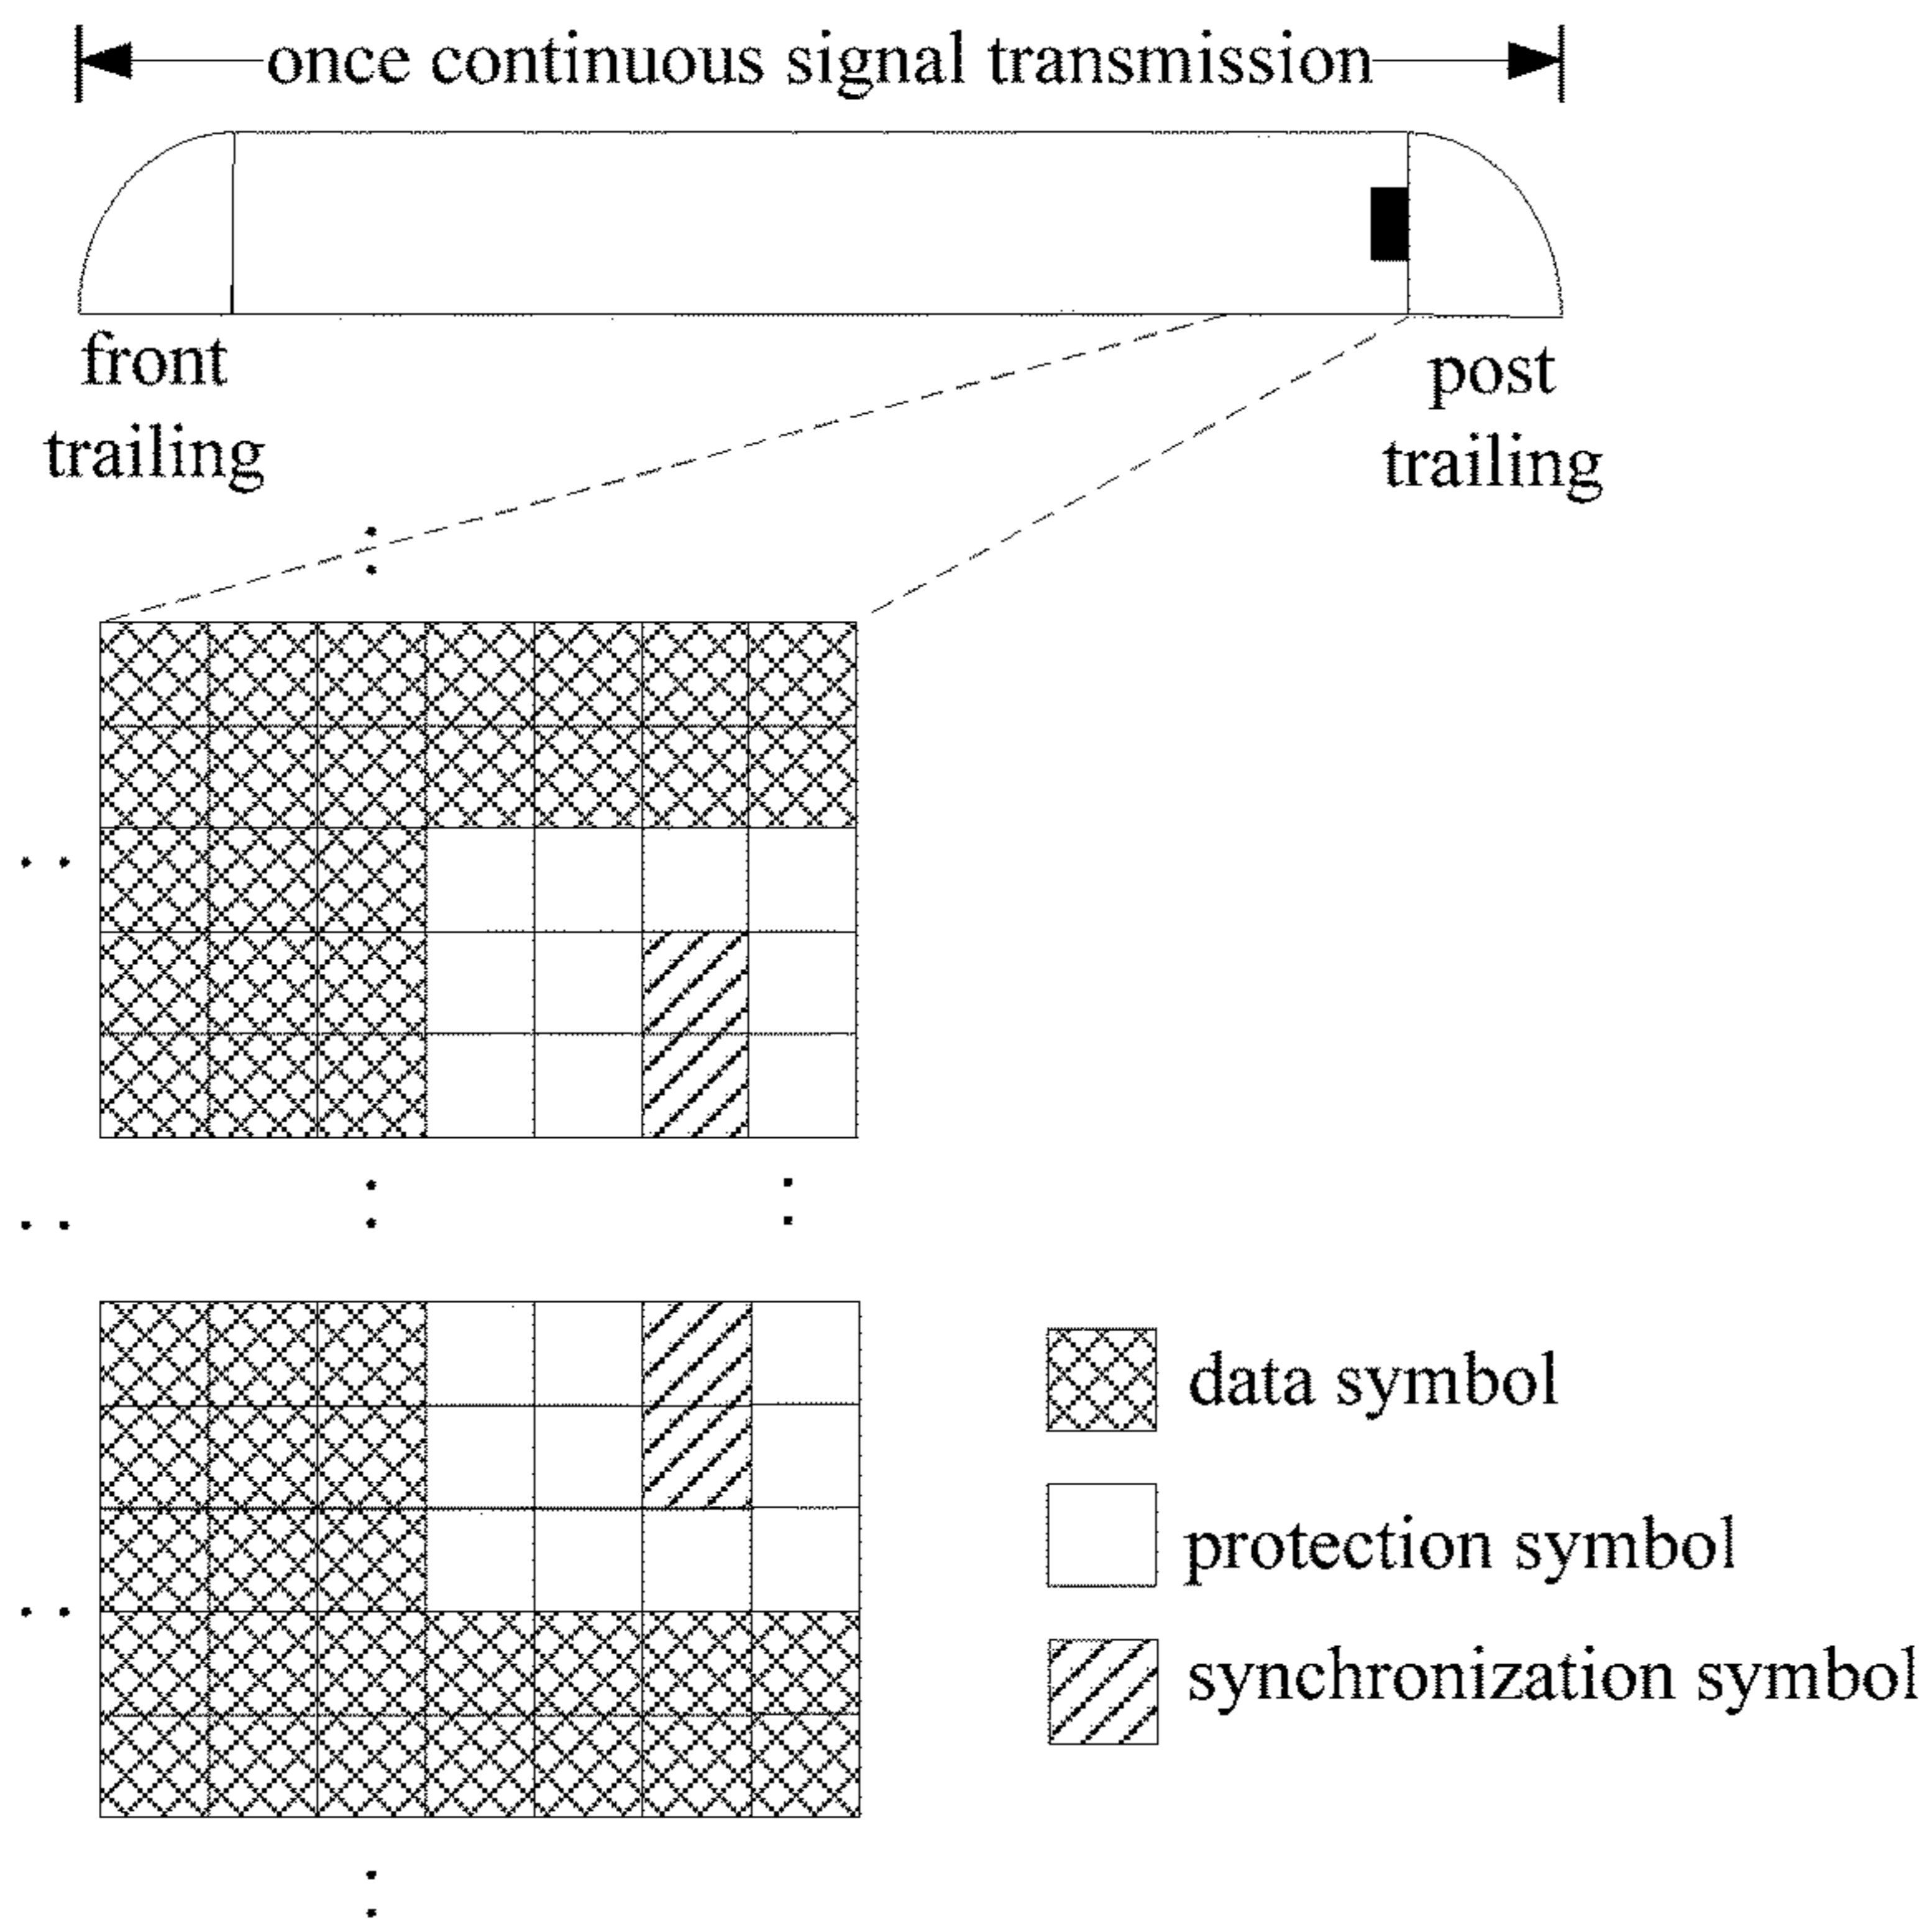 once continuous signal transmission
front
trailing
post
trailing
data symbol
protection symbol
synchronization symbol